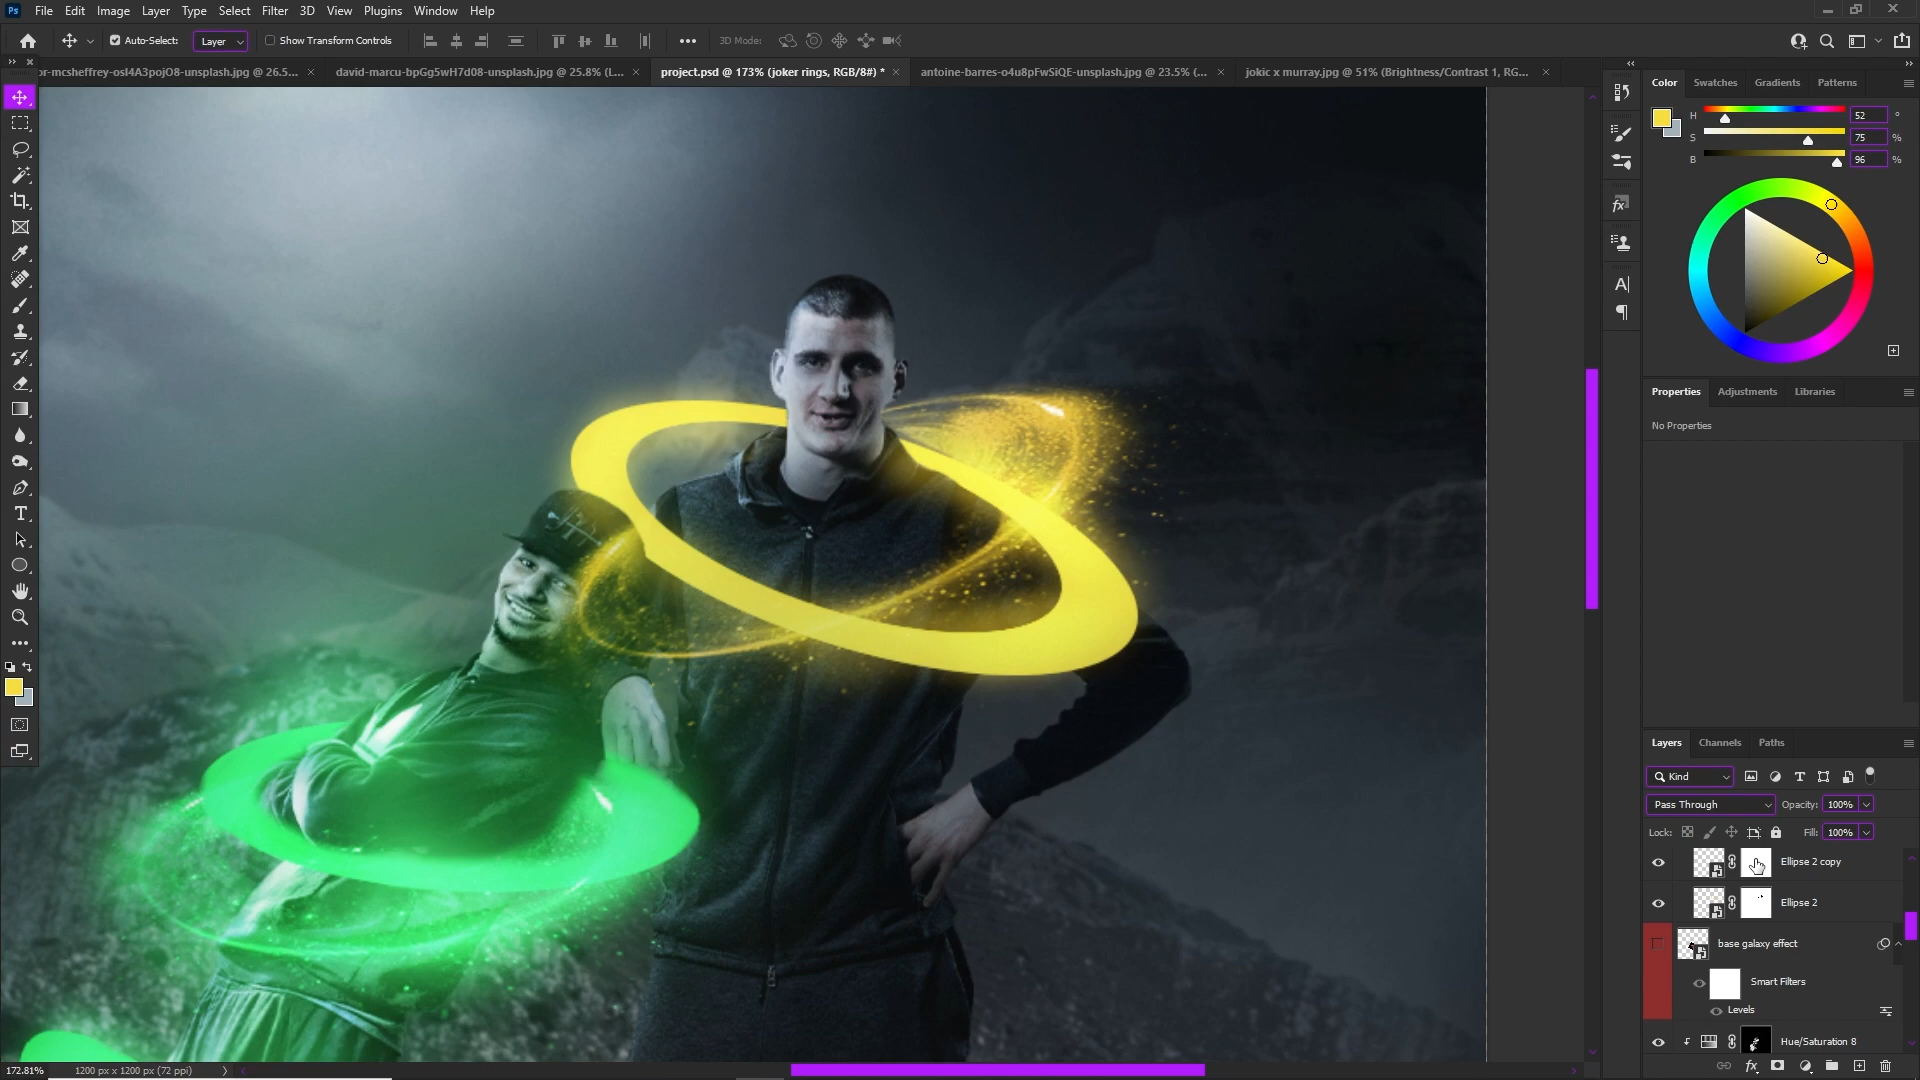 Ps File Edit Image Layer Type Select Filter 3D View Plugins Window Help
Auto-Select: Layer Show Transform Controls 3D Mode:
or-mcsheffrey-osI4A3pojO8-unsplash.jpg @ 26.5... david-marcu-bpGg5wH7d08-unsplash.jpg @ 25.8% (L... project.psd @ 173% (joker rings, RGB/8#) * antoine-barres-o4u8pFwSiQE-unsplash.jpg @ 23.5% (... jokic x murray.jpg @ 51% (Brightness/Contrast 1, RG...
Color Swatches Gradients Patterns
H 52 °
S 75 %
B 96 %
Properties Adjustments Libraries
No Properties
Layers Channels Paths
Kind
Pass Through Opacity: 100%
Lock: Fill: 100%
Ellipse 2 copy
Ellipse 2
base galaxy effect
Smart Filters
Levels
Hue/Saturation 8
172.81% 1200 px x 1200 px (72 ppi)